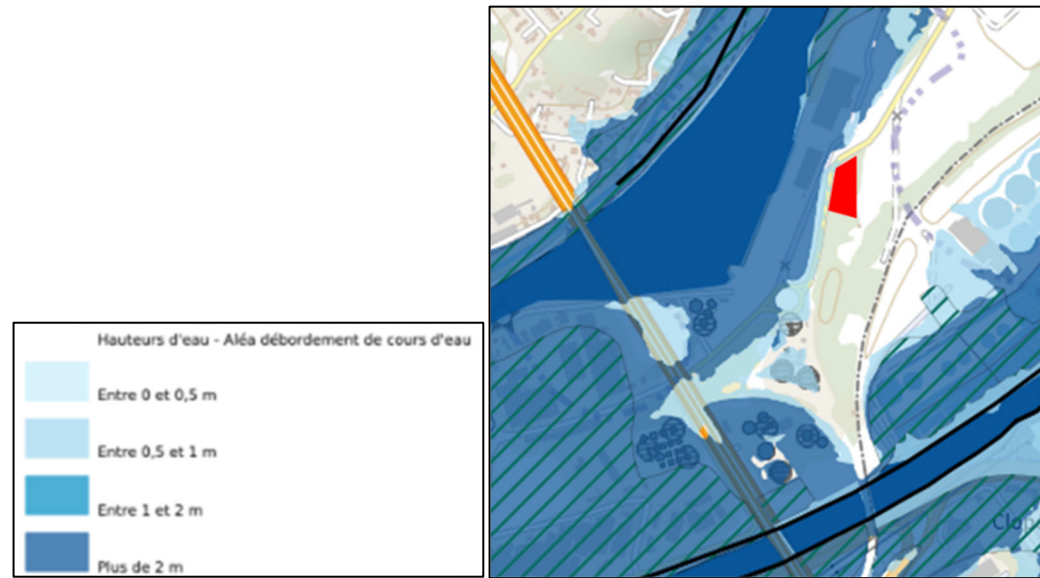 Hauteurs d'eau - Aléa débordement de cours d'eau
Entre 0 et 0,5 m
Entre 0,5 et 1 m
Entre 1 et 2 m
Plus de 2 m
Clop